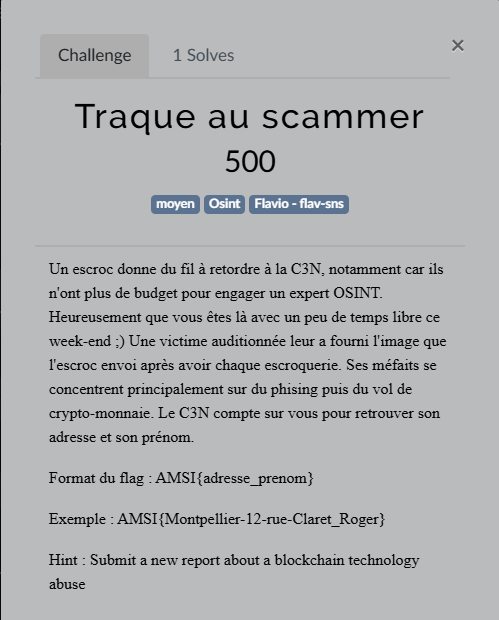 Challenge
1 Solves
×
Traque au scammer
500
moyen Osint Flavio - flav-sns
Un escroc donne du fil à retordre à la C3N, notamment car ils
n'ont plus de budget pour engager un expert OSINT.
Heureusement que vous êtes là avec un peu de temps libre ce
week-end ;) Une victime auditionnée leur a fourni l'image que
l'escroc envoi après avoir chaque escroquerie. Ses méfaits se
concentrent principalement sur du phising puis du vol de
crypto-monnaie. Le C3N compte sur vous pour retrouver son
adresse et son prénom.
Format du flag : AMSI{adresse_prenom}
Exemple : AMSI{Montpellier-12-rue-Claret_Roger}
Hint : Submit a new report about a blockchain technology
abuse